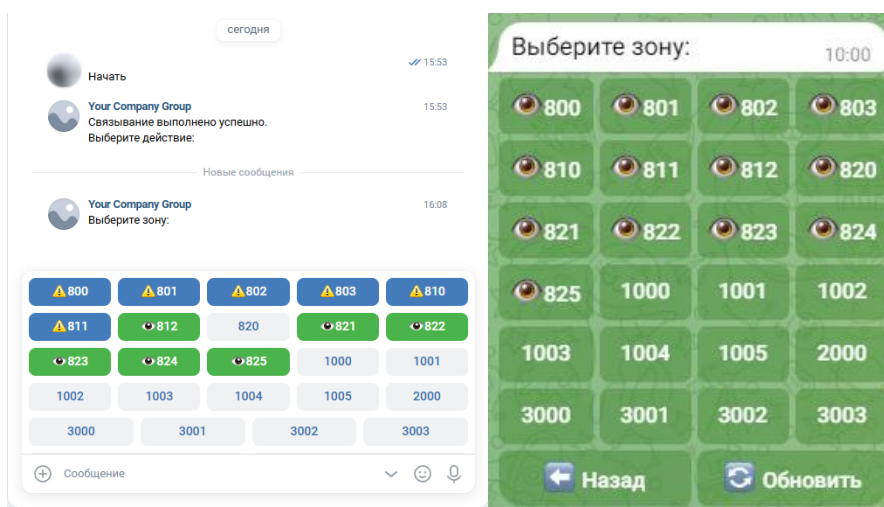 сегодня
15:53
Начать
Your Company Group
15:53
Связывание выполнено успешно.
Выберите действие:
Новые сообщения
Your Company Group
16:08
Выберите зону:
800 801 802 803 810
811 812 820 821 822
823 824 825 1000 1001
1002 1003 1004 1005 2000
3000 3001 3002 3003
Сообщение
Выберите зону:
10:00
800 801 802 803
810 811 812 820
821 822 823 824
825 1000 1001 1002
1003 1004 1005 2000
3000 3001 3002 3003
Назад Обновить